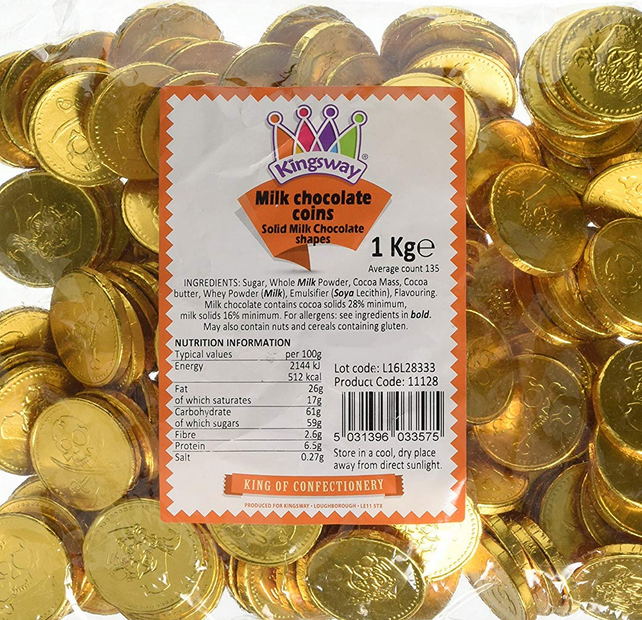 Kingsway®
Milk chocolate
coins
Solid Milk Chocolate
shapes
1 Kg℮
Average count 135
INGREDIENTS: Sugar, Whole Milk Powder, Cocoa Mass, Cocoa
butter, Whey Powder (Milk), Emulsifier (Soya Lecithin), Flavouring.
Milk chocolate contains cocoa solids 28% minimum,
milk solids 16% minimum. For allergens: see ingredients in bold.
May also contain nuts and cereals containing gluten.
NUTRITION INFORMATION
Typical values per 100g
Energy 2144 kJ
512 kcal
Fat 26g
of which saturates 17g
Carbohydrate 61g
of which sugars 59g
Fibre 2.6g
Protein 6.5g
Salt 0.27g
Lot code: L16L28333
Product Code: 11128
5 031396 033575
Store in a cool, dry place
away from direct sunlight.
KING OF CONFECTIONERY
PRODUCED FOR KINGSWAY • LOUGHBOROUGH • LE11 5TB